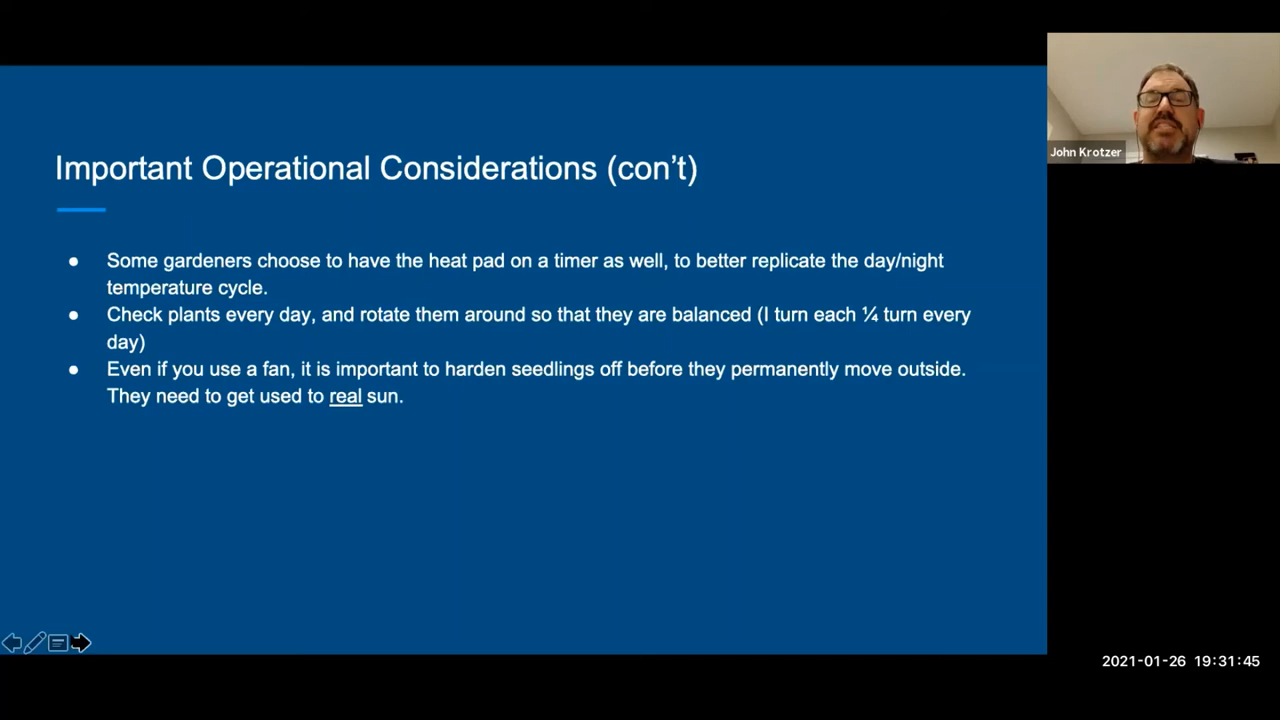 Important Operational Considerations (con’t)
● Some gardeners choose to have the heat pad on a timer as well, to better replicate the day/night
temperature cycle.
● Check plants every day, and rotate them around so that they are balanced (I turn each ¼ turn every
day)
● Even if you use a fan, it is important to harden seedlings off before they permanently move outside.
They need to get used to real sun.
John Krotzer
2021-01-26 19:31:45